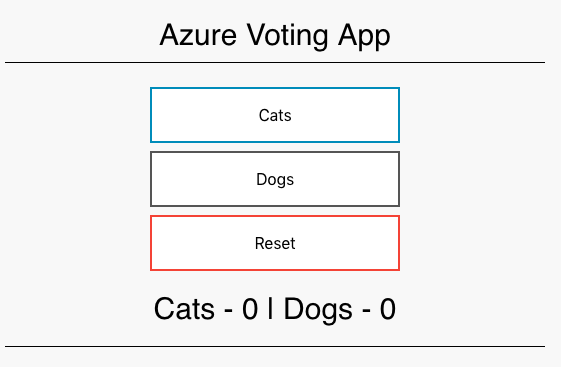 Azure Voting App
Cats
Dogs
Reset
Cats - 0 | Dogs - 0